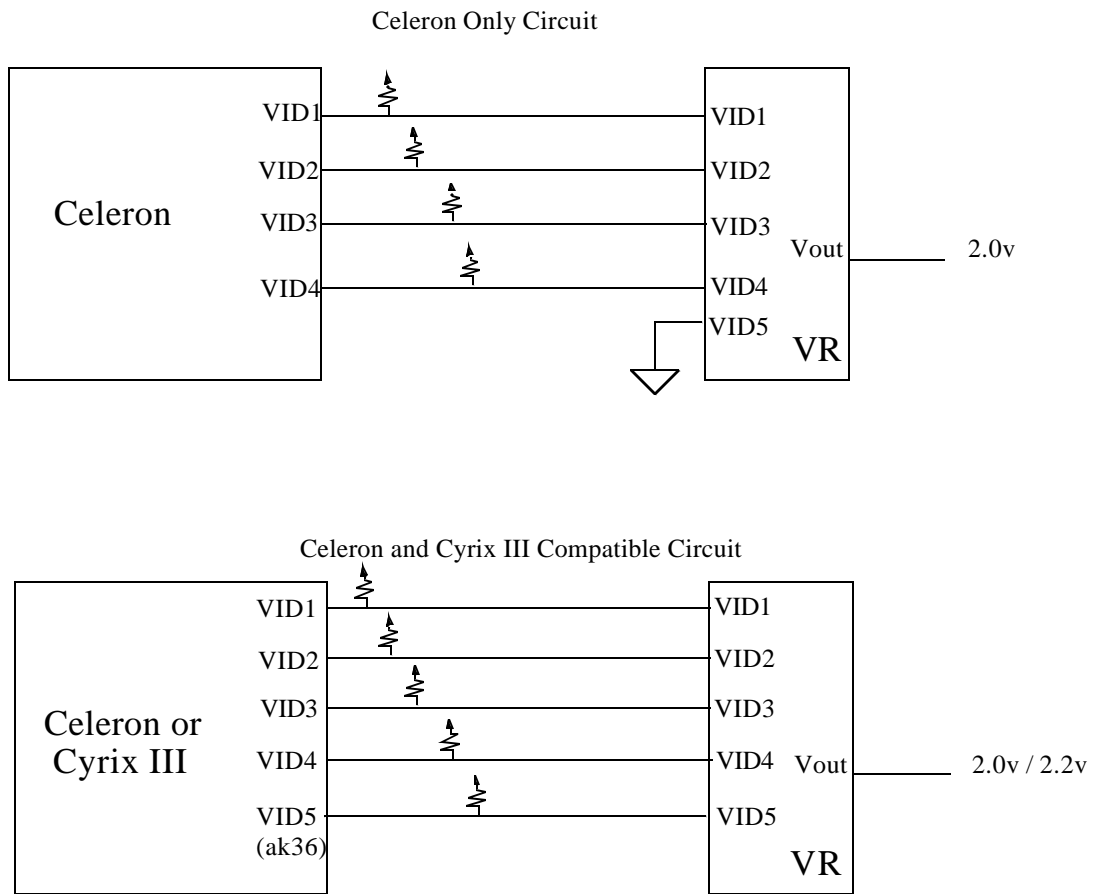 Celeron Only Circuit
Celeron
VID1
VID2
VID3
VID4
VID1
VID2
VID3
VID4
VID5
Vout
VR
2.0v
Celeron and Cyrix III Compatible Circuit
Celeron or
Cyrix III
VID1
VID2
VID3
VID4
VID5
(ak36)
VID1
VID2
VID3
VID4
VID5
Vout
VR
2.0v / 2.2v